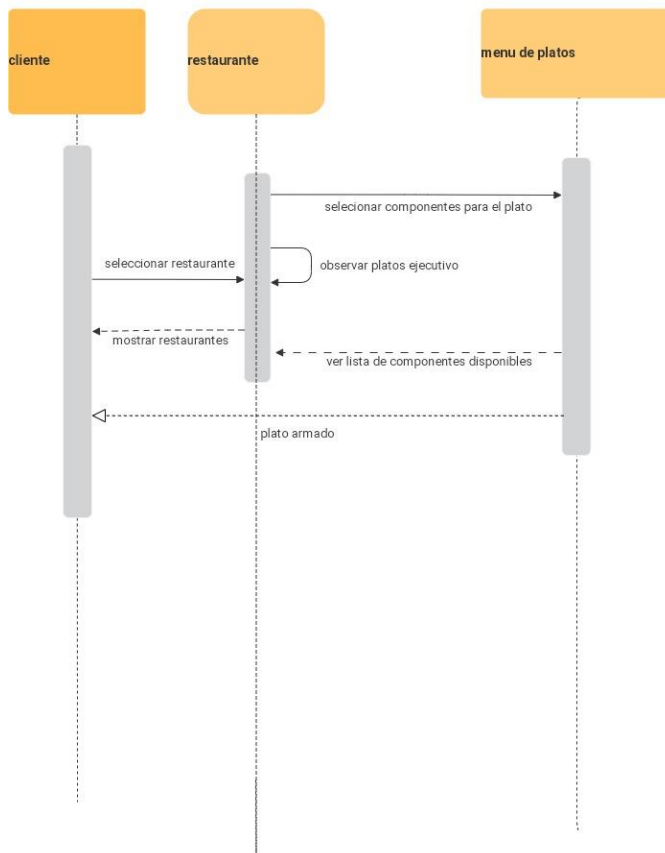 cliente
restaurante
menu de platos
selecionar componentes para el plato
seleccionar restaurante
observar platos ejecutivo
mostrar restaurantes
ver lista de componentes disponibles
plato armado